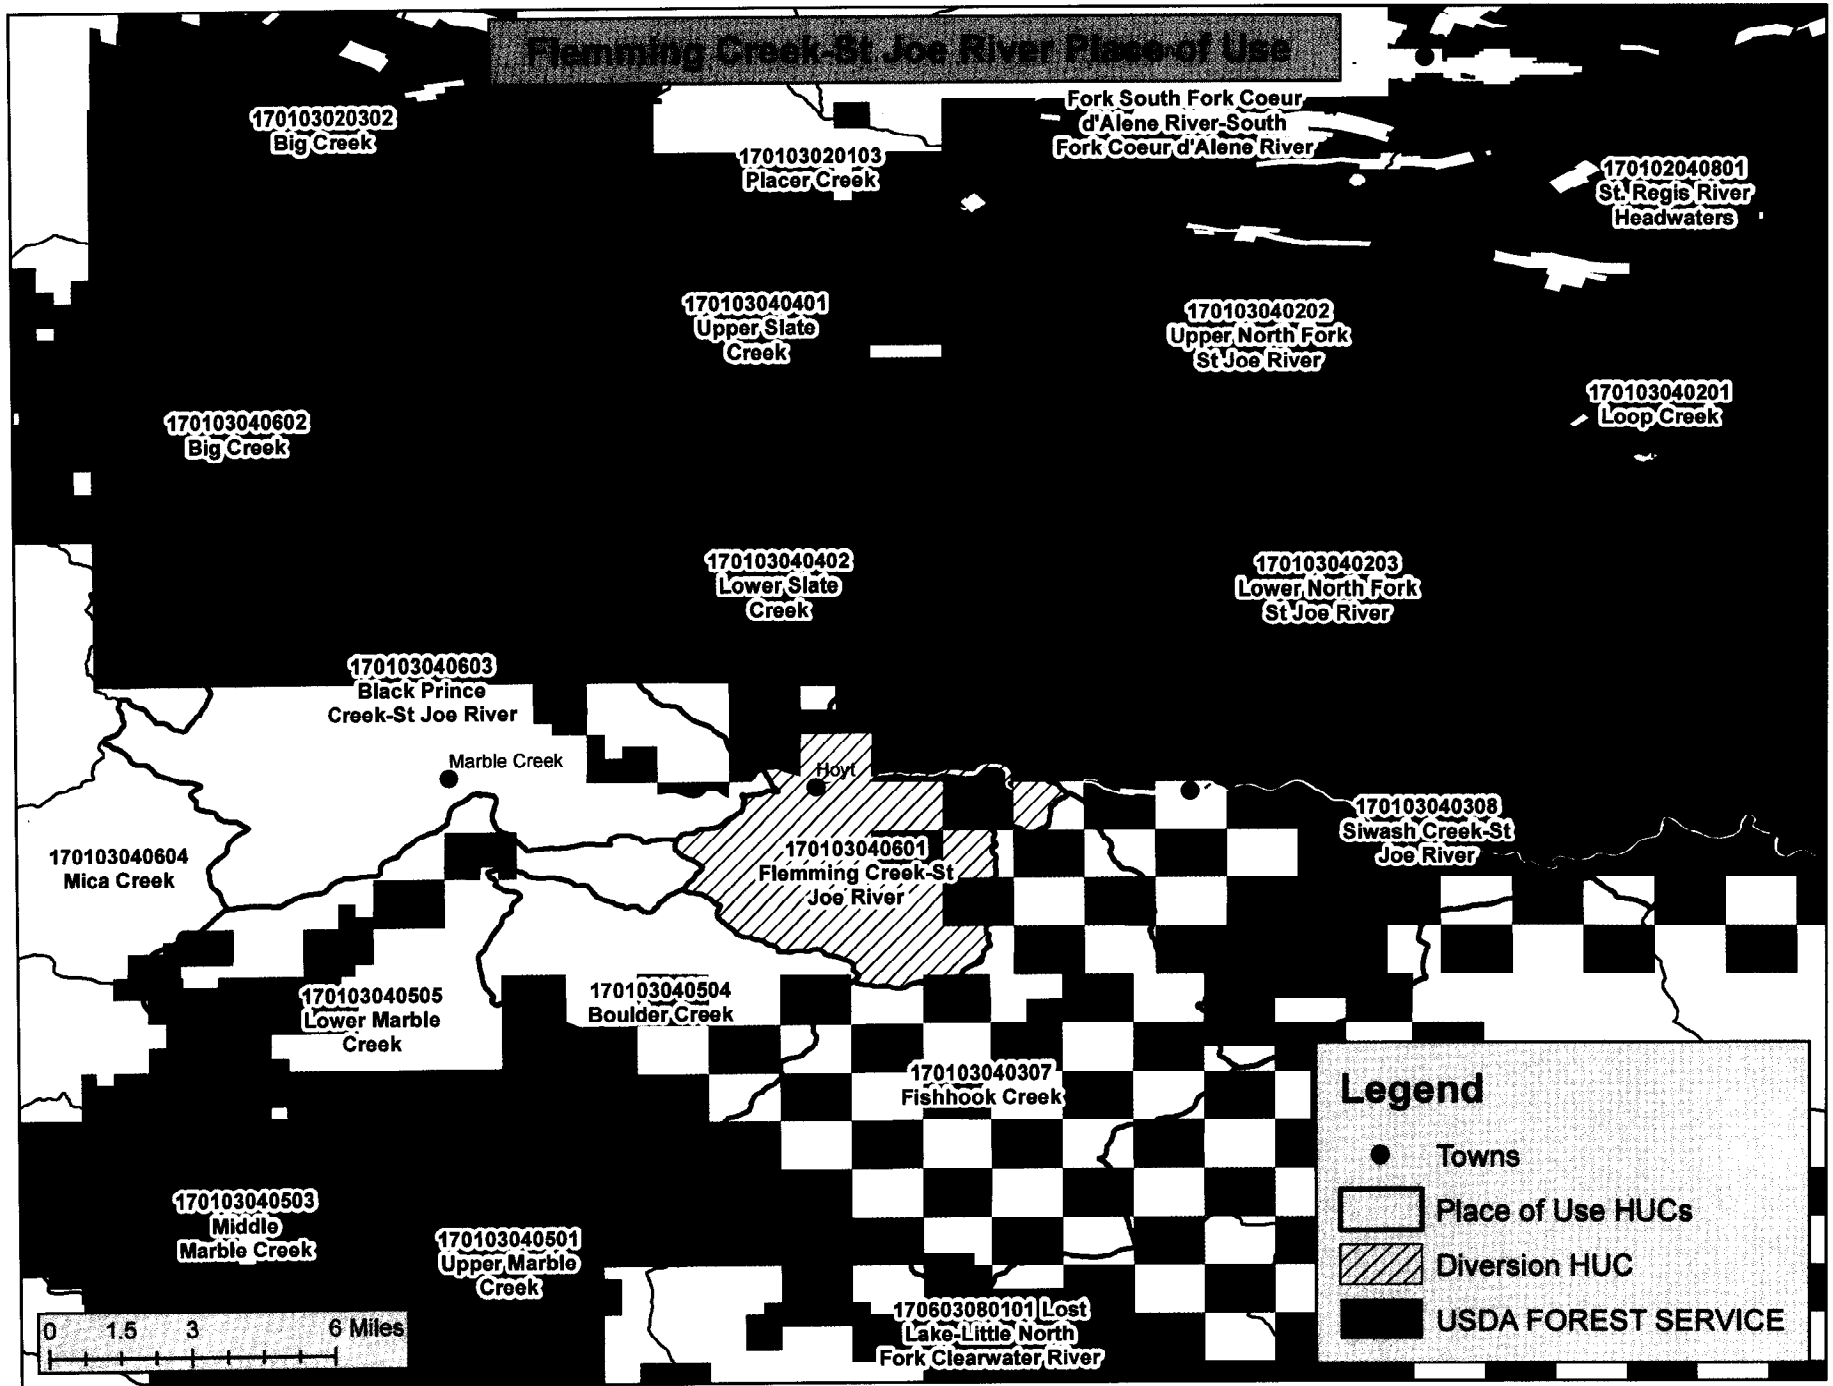 Flemming Creek-St Joe River Place of Use
170103020302
Big Creek
Fork South Fork Coeur
d'Alene River-South
Fork Coeur d'Alene River
170103020103
Placer Creek
170102040801
St. Regis River
Headwaters
170103040401
Upper Slate
Creek
170103040202
Upper North Fork
St Joe River
170103040201
Loop Creek
170103040602
Big Creek
170103040402
Lower Slate
Creek
170103040203
Lower North Fork
St Joe River
170103040603
Black Prince
Creek-St Joe River
Marble Creek
Hoyt
170103040308
Siwash Creek-St
Joe River
170103040604
Mica Creek
170103040601
Flemming Creek-St
Joe River
170103040505
Lower Marble
Creek
170103040504
Boulder Creek
170103040307
Fishhook Creek
170103040503
Middle
Marble Creek
170103040501
Upper Marble
Creek
170603080101 Lost
Lake-Little North
Fork Clearwater River
Legend
Towns
Place of Use HUCs
Diversion HUC
USDA FOREST SERVICE
0 1.5 3 6 Miles